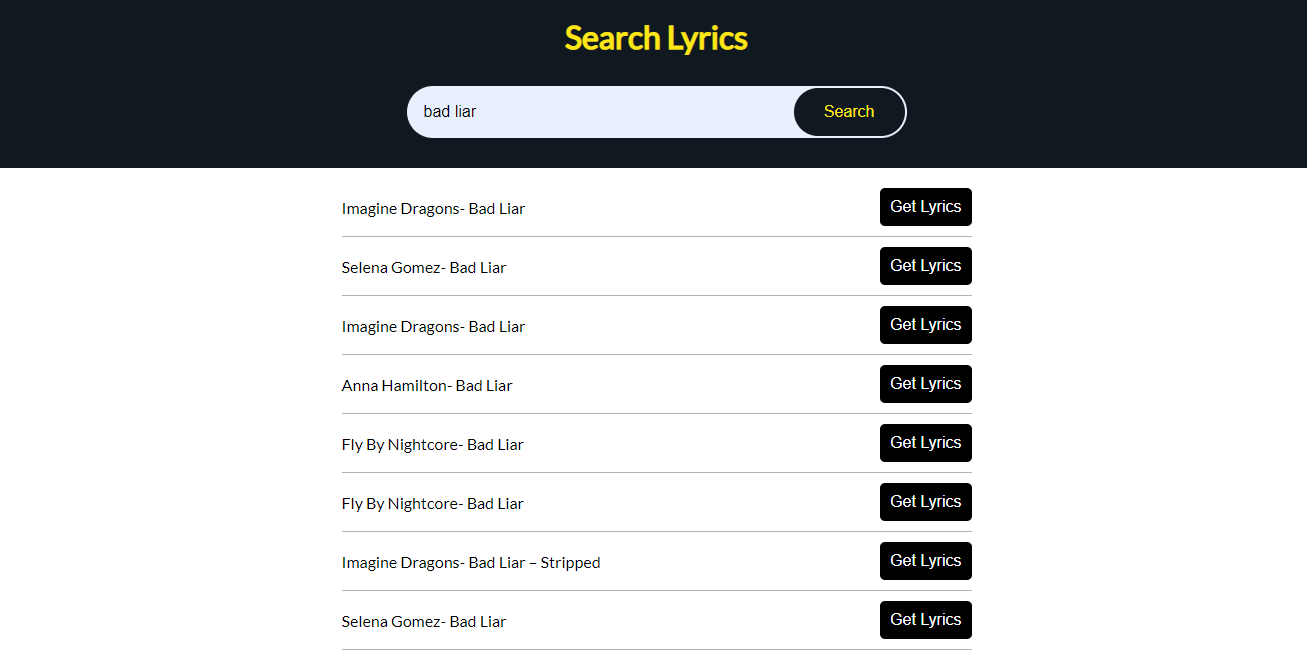 Search Lyrics
bad liar Search
Imagine Dragons- Bad Liar Get Lyrics
Selena Gomez- Bad Liar Get Lyrics
Imagine Dragons- Bad Liar Get Lyrics
Anna Hamilton- Bad Liar Get Lyrics
Fly By Nightcore- Bad Liar Get Lyrics
Fly By Nightcore- Bad Liar Get Lyrics
Imagine Dragons- Bad Liar – Stripped Get Lyrics
Selena Gomez- Bad Liar Get Lyrics